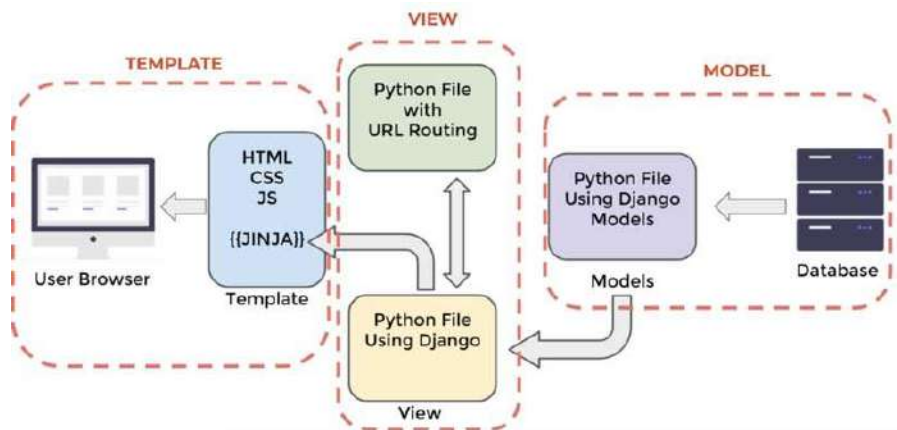 VIEW
TEMPLATE
MODEL
Python File
with
URL Routing
HTML
CSS
JS
{{JINJA}}
Python File
Using Django
Models
User Browser
Template
Models
Database
Python File
Using Django
View